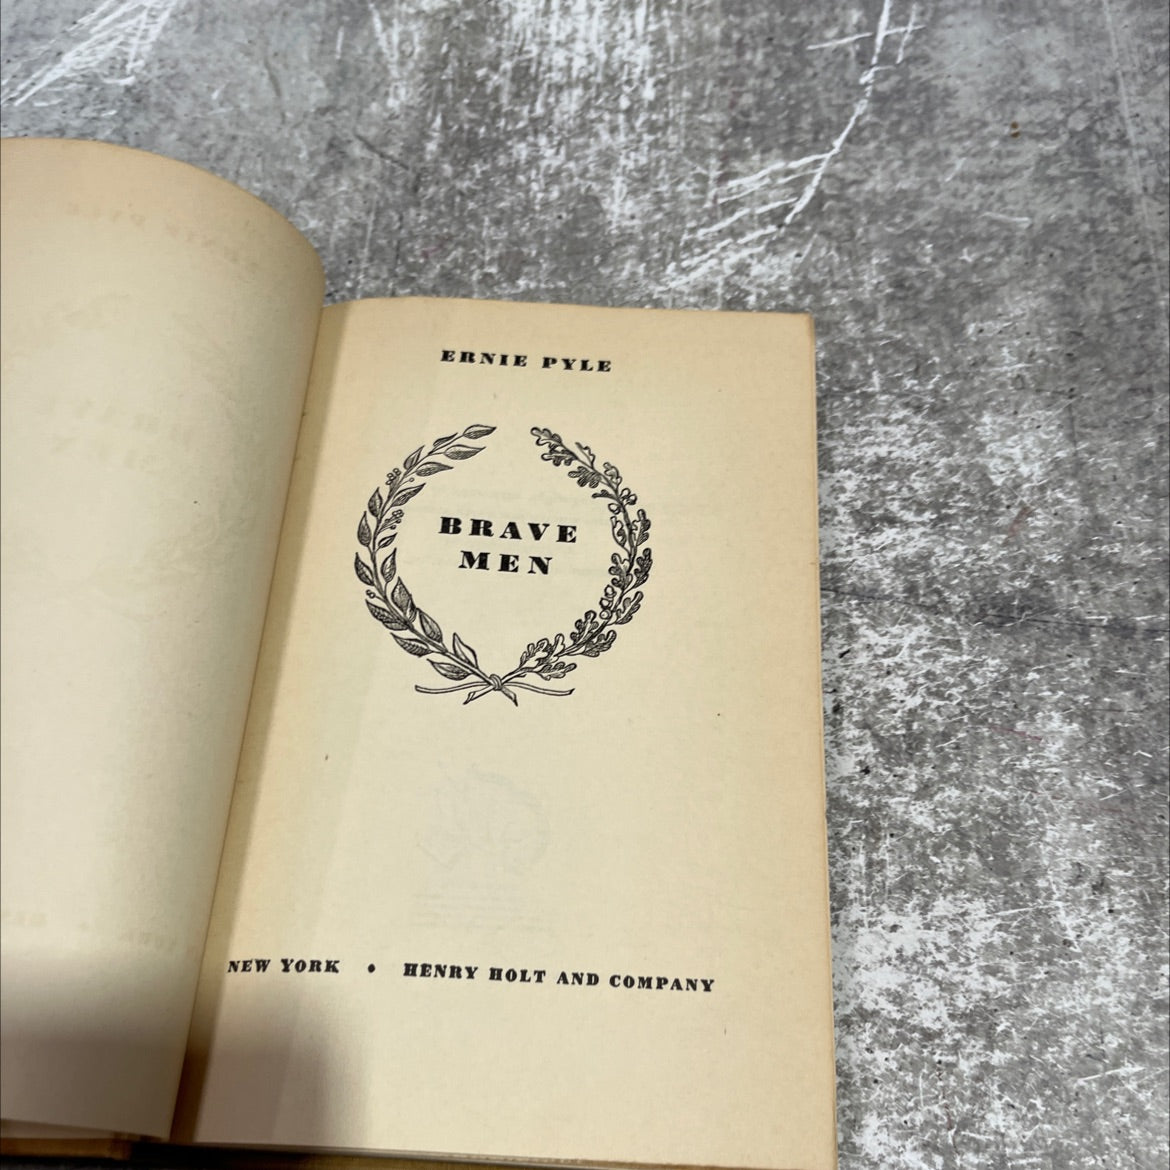 ERNIE PYLE
BRAVE
MEN
NEW YORK • HENRY HOLT AND COMPANY